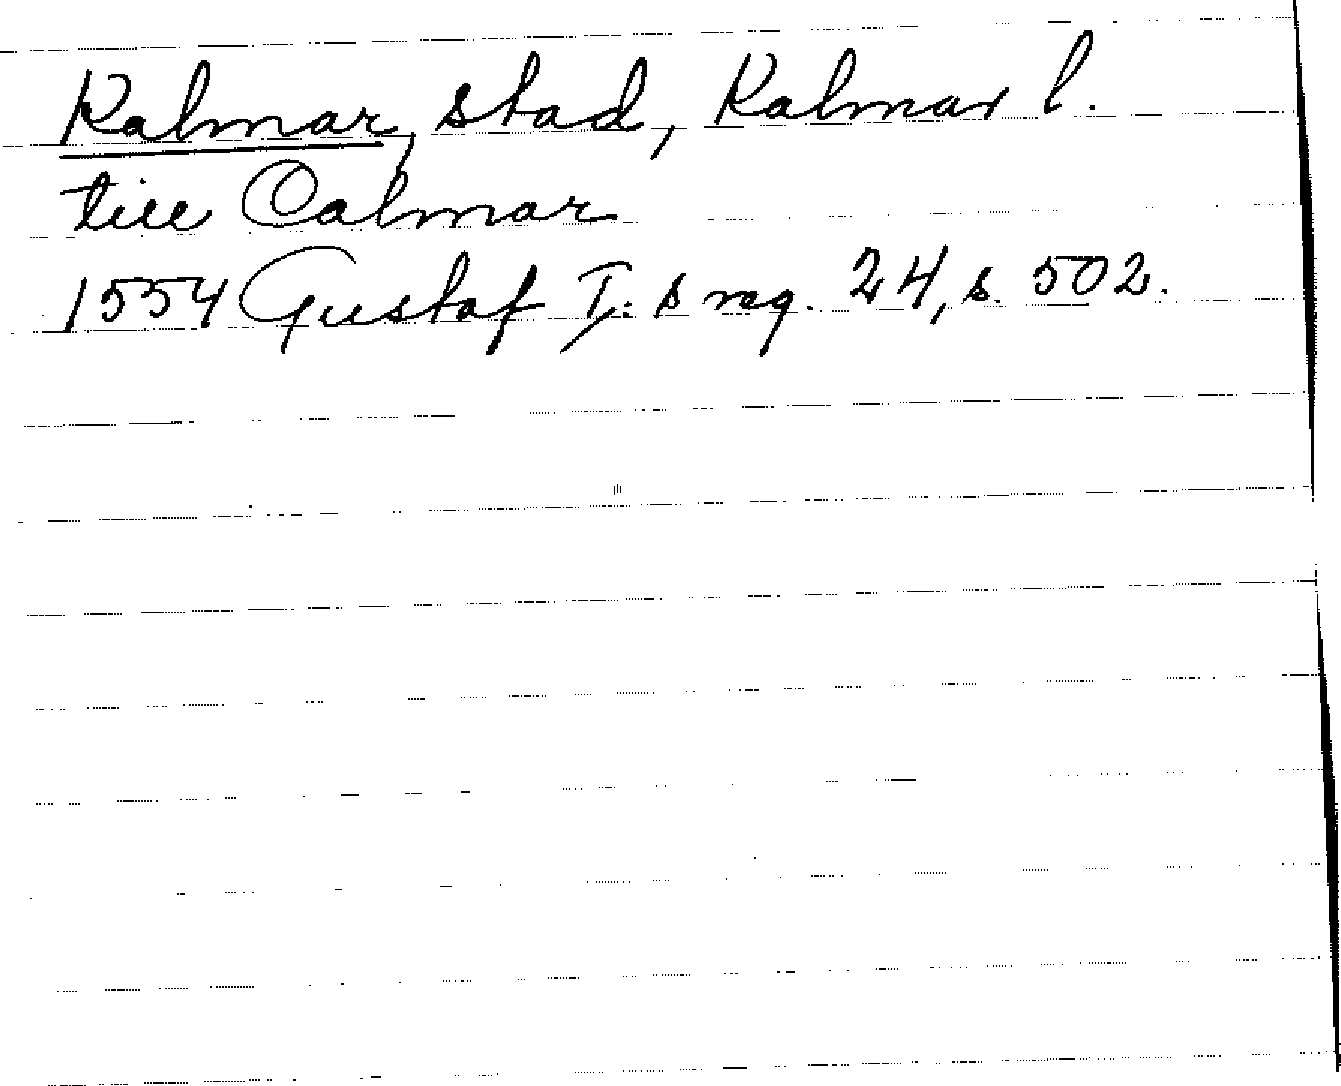 Kalmar, stad, Kalmar l.
till Calmar
1554 Gustaf I:s reg. 24, s. 502.